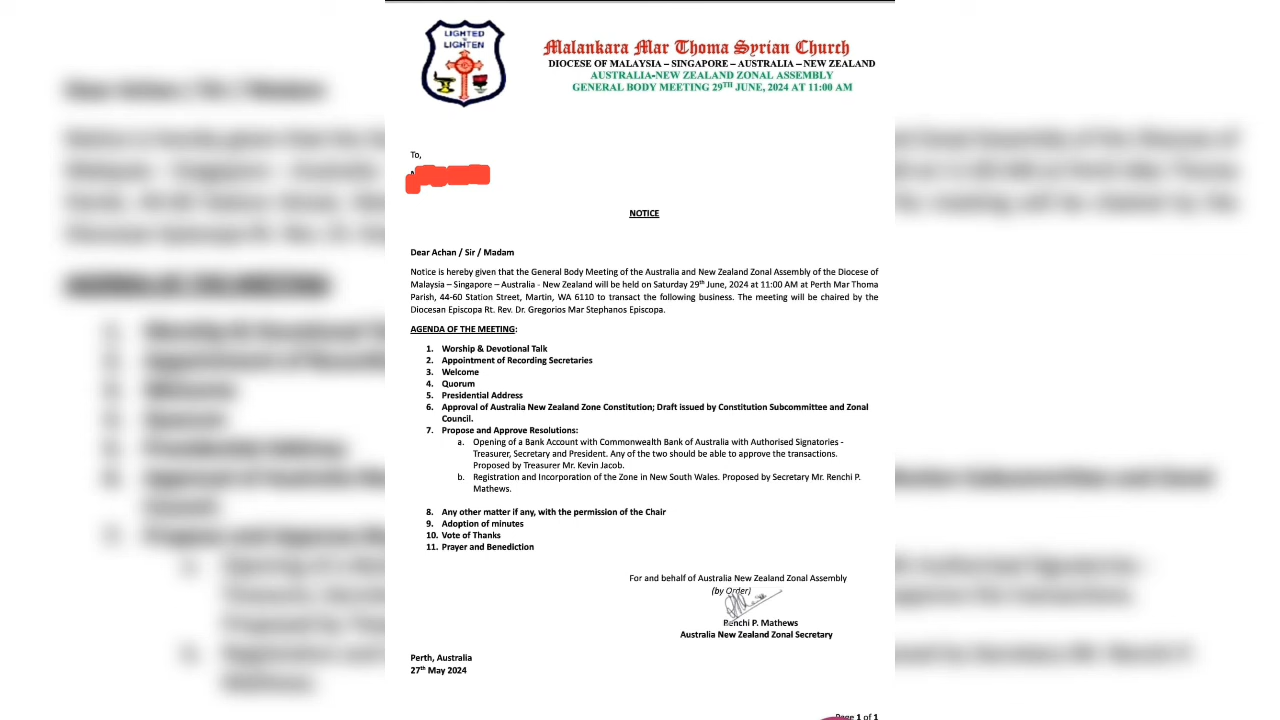 LIGHTED
TO
LIGHTEN
Malankara Mar Thoma Syrian Church
DIOCESE OF MALAYSIA – SINGAPORE – AUSTRALIA – NEW ZEALAND
AUSTRALIA-NEW ZEALAND ZONAL ASSEMBLY
GENERAL BODY MEETING 29TH JUNE, 2024 AT 11:00 AM
To,
NOTICE
Dear Achan / Sir / Madam
Notice is hereby given that the General Body Meeting of the Australia and New Zealand Zonal Assembly of the Diocese of
Malaysia – Singapore – Australia - New Zealand will be held on Saturday 29th June, 2024 at 11:00 AM at Perth Mar Thoma
Parish, 44-60 Station Street, Martin, WA 6110 to transact the following business. The meeting will be chaired by the
Diocesan Episcopa Rt. Rev. Dr. Gregorios Mar Stephanos Episcopa.
AGENDA OF THE MEETING:
1. Worship & Devotional Talk
2. Appointment of Recording Secretaries
3. Welcome
4. Quorum
5. Presidential Address
6. Approval of Australia New Zealand Zone Constitution; Draft issued by Constitution Subcommittee and Zonal
Council.
7. Propose and Approve Resolutions:
a. Opening of a Bank Account with Commonwealth Bank of Australia with Authorised Signatories -
Treasurer, Secretary and President. Any of the two should be able to approve the transactions.
Proposed by Treasurer Mr. Kevin Jacob.
b. Registration and Incorporation of the Zone in New South Wales. Proposed by Secretary Mr. Renchi P.
Mathews.
8. Any other matter if any, with the permission of the Chair
9. Adoption of minutes
10. Vote of Thanks
11. Prayer and Benediction
For and behalf of Australia New Zealand Zonal Assembly
(by Order)
Renchi P. Mathews
Australia New Zealand Zonal Secretary
Perth, Australia
27th May 2024
Page 1 of 1